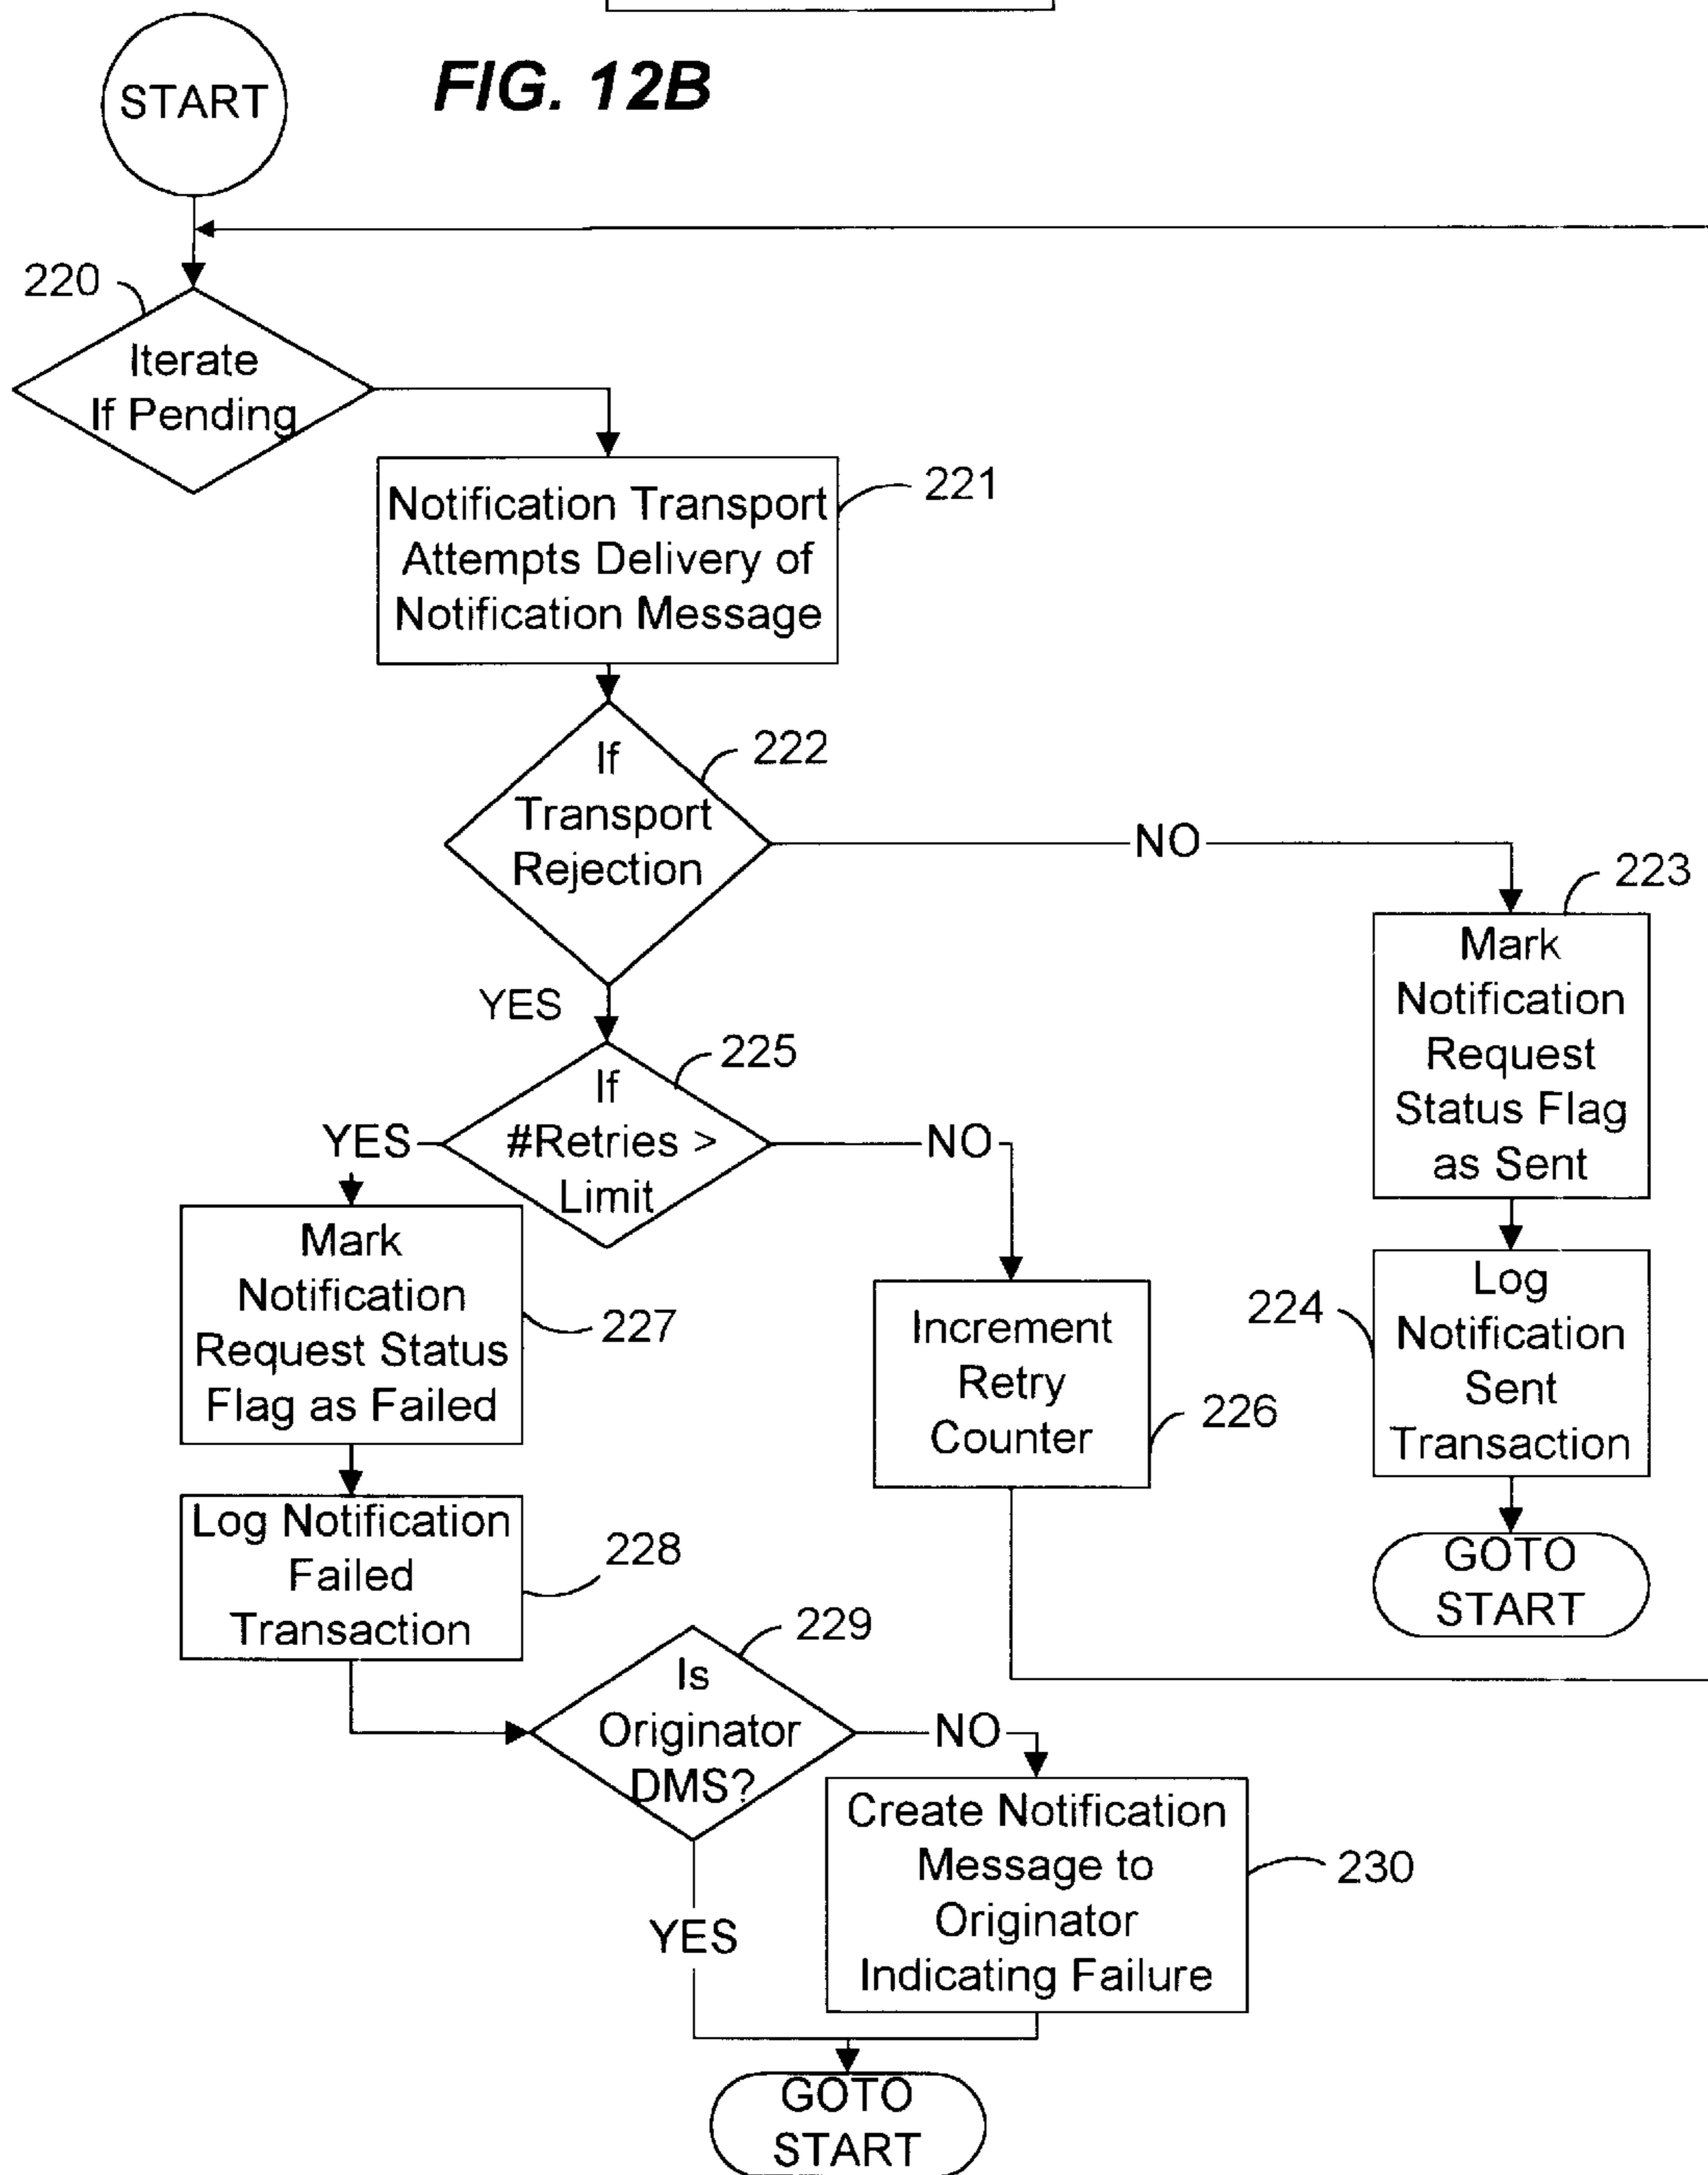 START
FIG. 12B
220
Iterate
If Pending
Notification Transport
Attempts Delivery of
Notification Message
221
If
Transport
Rejection
222
NO
223
Mark
Notification
Request
Status Flag
as Sent
YES
225
If
#Retries >
Limit
YES
NO
Mark
Notification
Request Status
Flag as Failed
227
Increment
Retry
Counter
226
224
Log
Notification
Sent
Transaction
GOTO
START
Log Notification
Failed
Transaction
228
229
Is
Originator
DMS?
NO
YES
Create Notification
Message to
Originator
Indicating Failure
230
GOTO
START